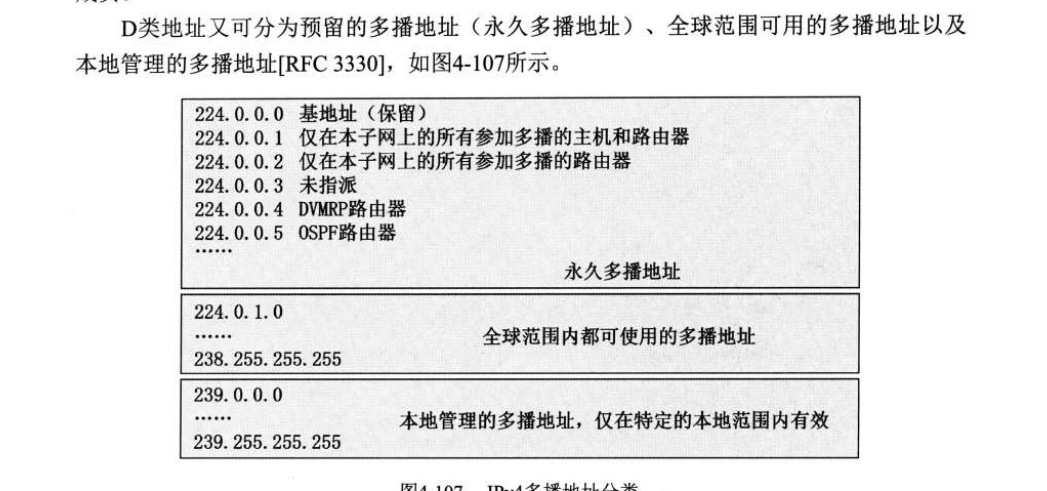 D类地址又可分为预留的多播地址（永久多播地址）、全球范围可用的多播地址以及
本地管理的多播地址[RFC 3330]，如图4-107所示。
224.0.0.0 基地址（保留）
224.0.0.1 仅在本子网上的所有参加多播的主机和路由器
224.0.0.2 仅在本子网上的所有参加多播的路由器
224.0.0.3 未指派
224.0.0.4 DVMRP路由器
224.0.0.5 OSPF路由器
……
永久多播地址
224.0.1.0
……
全球范围内都可使用的多播地址
238.255.255.255
239.0.0.0
……
本地管理的多播地址，仅在特定的本地范围内有效
239.255.255.255
图4-107 IPv4多播地址分类